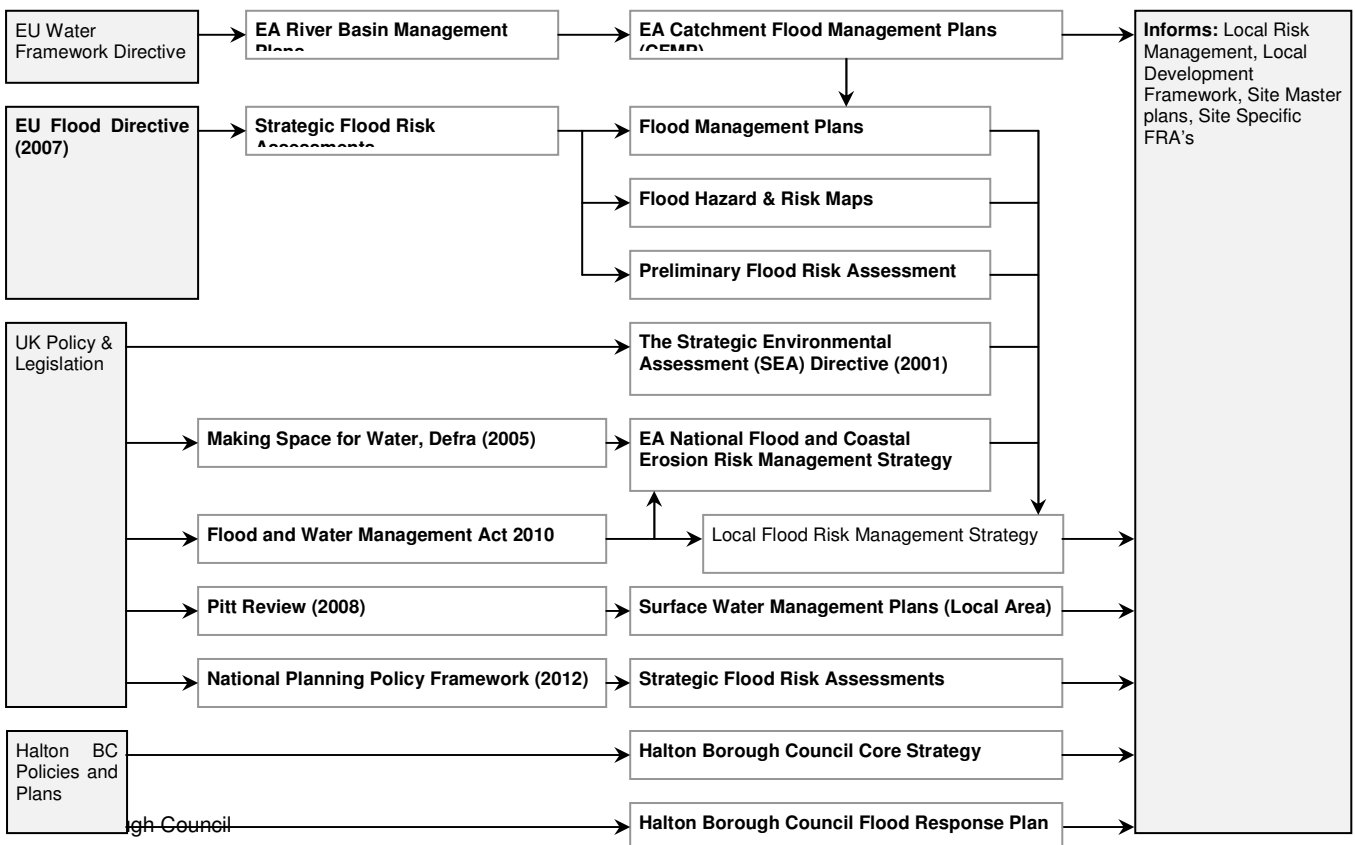 EU Water
Framework Directive
EA River Basin Management
Plans
EA Catchment Flood Management Plans
(CFMP)
Informs: Local Risk
Management, Local
Development
Framework, Site Master
plans, Site Specific
FRA's
EU Flood Directive
(2007)
Strategic Flood Risk
Assessments
Flood Management Plans
Flood Hazard & Risk Maps
Preliminary Flood Risk Assessment
UK Policy &
Legislation
The Strategic Environmental
Assessment (SEA) Directive (2001)
Making Space for Water, Defra (2005)
EA National Flood and Coastal
Erosion Risk Management Strategy
Flood and Water Management Act 2010
Local Flood Risk Management Strategy
Pitt Review (2008)
Surface Water Management Plans (Local Area)
National Planning Policy Framework (2012)
Strategic Flood Risk Assessments
Halton BC
Policies and
Plans
Halton Borough Council Core Strategy
ugh Council
Halton Borough Council Flood Response Plan